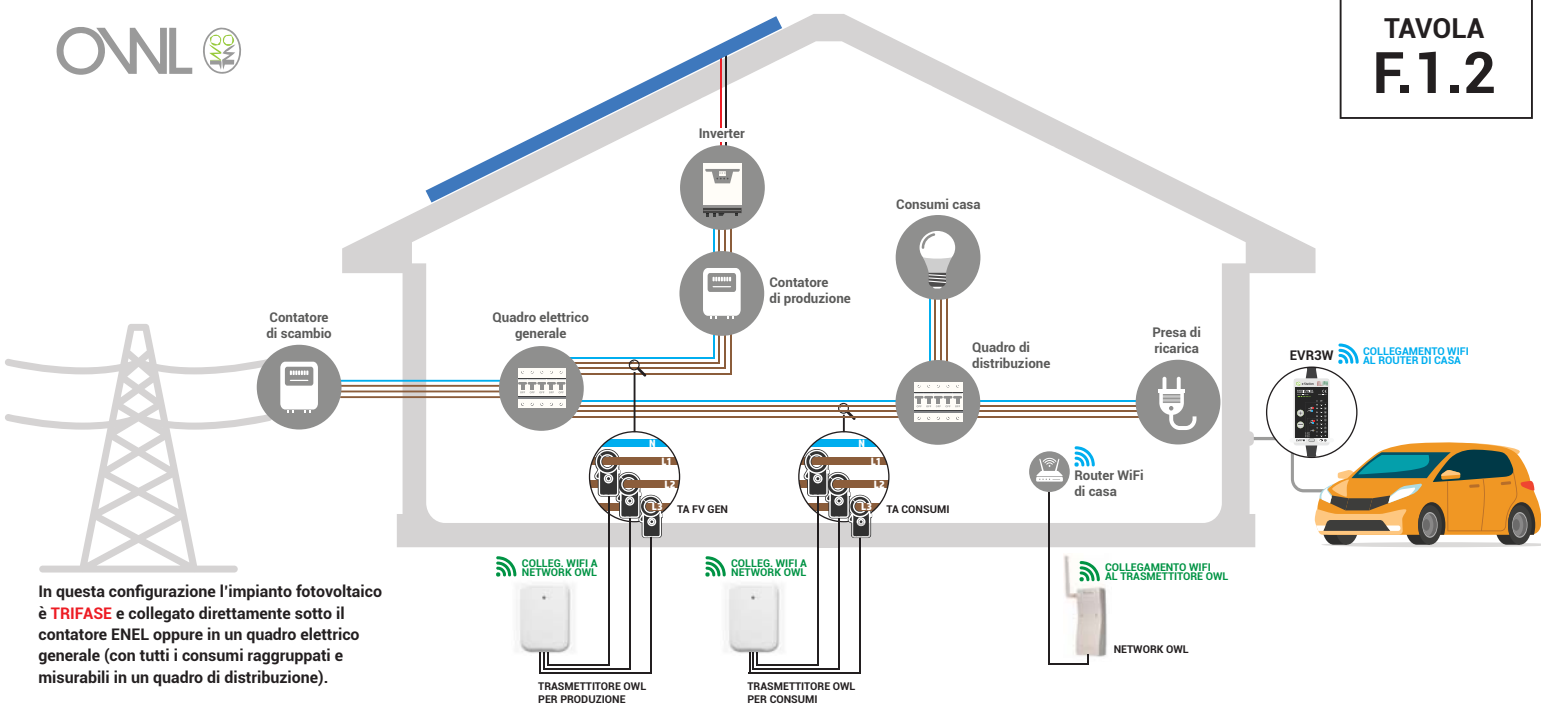 OWL
TAVOLA
F.1.2
Inverter
Consumi casa
Contatore
di produzione
Contatore
di scambio
Quadro elettrico
generale
Quadro di
distribuzione
Presa di
ricarica
EVR3W
COLLEGAMENTO WIFI
AL ROUTER DI CASA
N
L1
L2
L3
TA FV GEN
N
L1
L2
L3
TA CONSUMI
Router WiFi
di casa
COLLEG. WIFI A
NETWORK OWL
COLLEG. WIFI A
NETWORK OWL
COLLEGAMENTO WIFI
AL TRASMETTITORE OWL
NETWORK OWL
TRASMETTITORE OWL
PER PRODUZIONE
TRASMETTITORE OWL
PER CONSUMI
In questa configurazione l'impianto fotovoltaico
è TRIFASE e collegato direttamente sotto il
contatore ENEL oppure in un quadro elettrico
generale (con tutti i consumi raggruppati e
misurabili in un quadro di distribuzione).